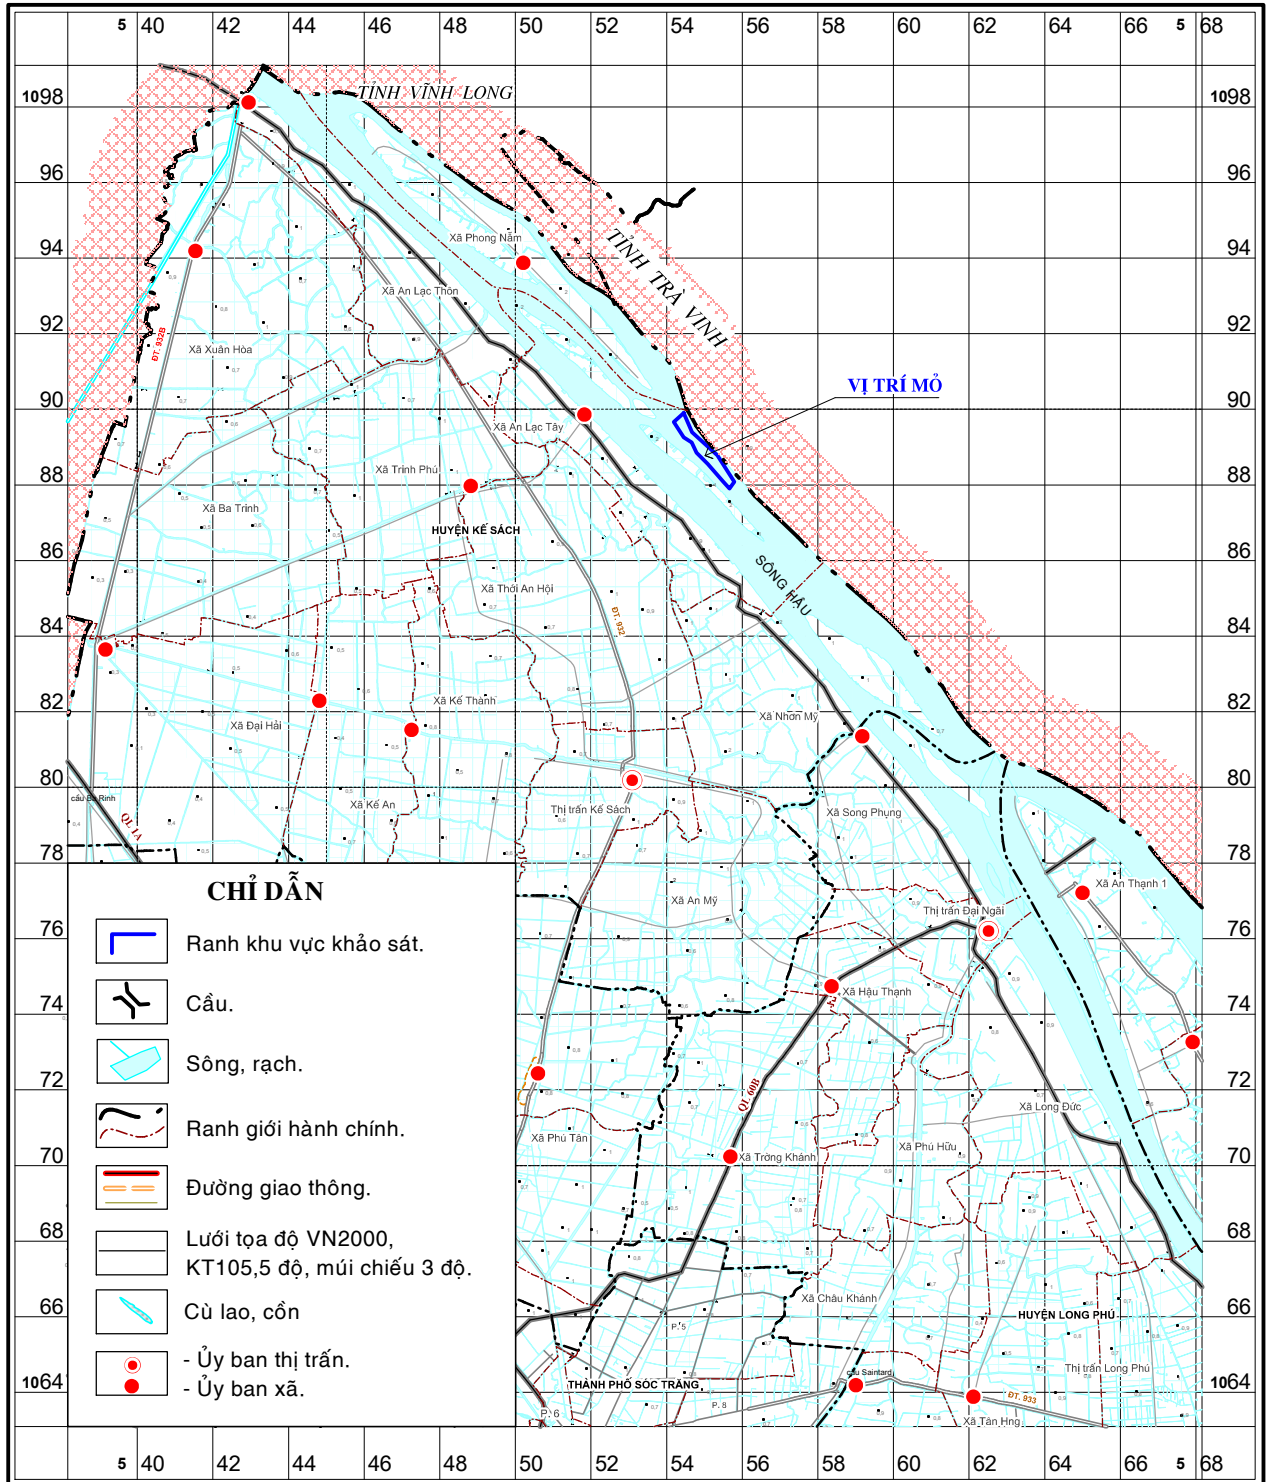 5 40 42 44 46 48 50 52 54 56 58 60 62 64 66 5 68
TỈNH VĨNH LONG
1098 1098
96 96
Xã Phong Nẫm
TỈNH TRÀ VINH
94 94
Xã An Lạc Thôn
92 92
ĐT. 932B
Xã Xuân Hòa
VỊ TRÍ MỎ
90 90
Xã An Lạc Tây
Xã Trinh Phú
88 88
Xã Ba Trinh
HUYỆN KẾ SÁCH
86 86
SÔNG HẬU
Xã Thới An Hội
ĐT. 932
84 84
Xã Kế Thành
Xã Nhơn Mỹ
82 82
Xã Đại Hải
80 80
cầu Ba Rinh
Xã Kế An
Thị trấn Kế Sách
Xã Song Phụng
QL 1A
78 78
CHỈ DẪN
Xã An Thạnh 1
Xã An Mỹ
Thị trấn Đại Ngãi
76 76
Ranh khu vực khảo sát.
Xã Hậu Thạnh
74 74
Cầu.
Sông, rạch.
72 72
QL 60B
Xã Long Đức
Ranh giới hành chính.
Xã Phú Tân
Xã Phú Hữu
Xã Trờng Khánh
70 70
Đường giao thông.
68 68
Lưới tọa độ VN2000,
KT105,5 độ, múi chiếu 3 độ.
Cù lao, cồn
Xã Châu Khánh
66 66
HUYỆN LONG PHÚ
P. 5
- Ủy ban thị trấn.
Thị trấn Long Phú
cầu Saintard
THÀNH PHỐ SÓC TRĂNG
1064 1064
- Ủy ban xã.
ĐT. 933
P. 6
P. 8
Xã Tân Hng
5 40 42 44 46 48 50 52 54 56 58 60 62 64 66 5 68